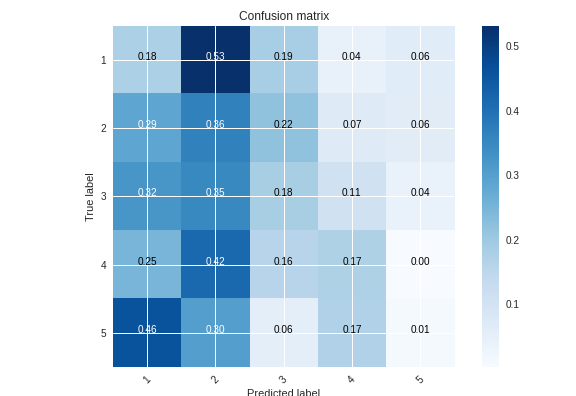 Confusion matrix
1 0.18 0.53 0.19 0.04 0.06
2 0.29 0.36 0.22 0.07 0.06
3 0.32 0.35 0.18 0.11 0.04
4 0.25 0.42 0.16 0.17 0.00
5 0.46 0.30 0.06 0.17 0.01
1 2 3 4 5
True label
Predicted label
0.5
0.4
0.3
0.2
0.1